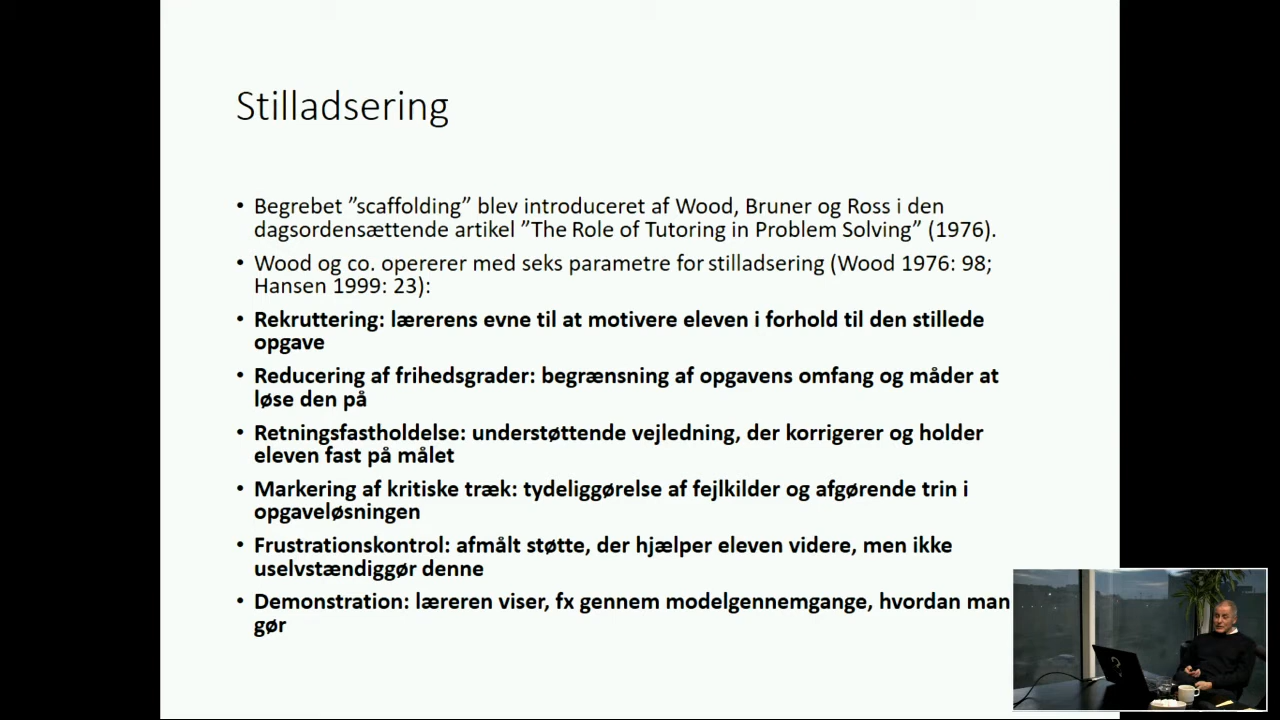 Stilladsering
• Begrebet ”scaffolding” blev introduceret af Wood, Bruner og Ross i den
dagsordensættende artikel ”The Role of Tutoring in Problem Solving” (1976).
• Wood og co. opererer med seks parametre for stilladsering (Wood 1976: 98;
Hansen 1999: 23):
• Rekruttering: lærerens evne til at motivere eleven i forhold til den stillede
opgave
• Reducering af frihedsgrader: begrænsning af opgavens omfang og måder at
løse den på
• Retningsfastholdelse: understøttende vejledning, der korrigerer og holder
eleven fast på målet
• Markering af kritiske træk: tydeliggørelse af fejlkilder og afgørende trin i
opgaveløsningen
• Frustrationskontrol: afmålt støtte, der hjælper eleven videre, men ikke
uselvstændiggør denne
• Demonstration: læreren viser, fx gennem modelgennemgange, hvordan man
gør